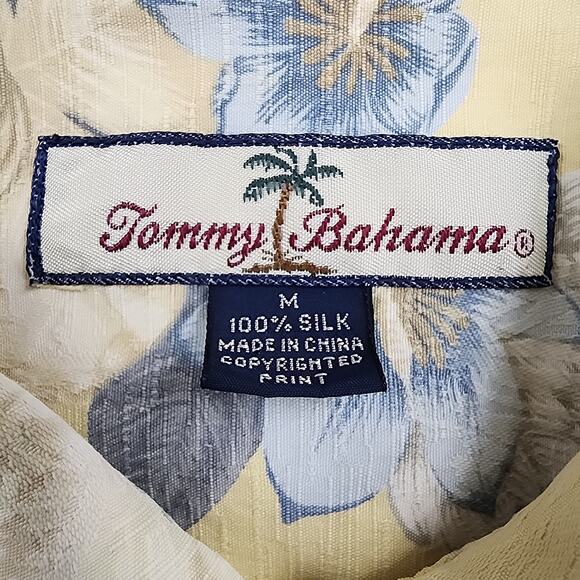 Tommy Bahama®
M
100% SILK
MADE IN CHINA
COPYRIGHTED
PRINT